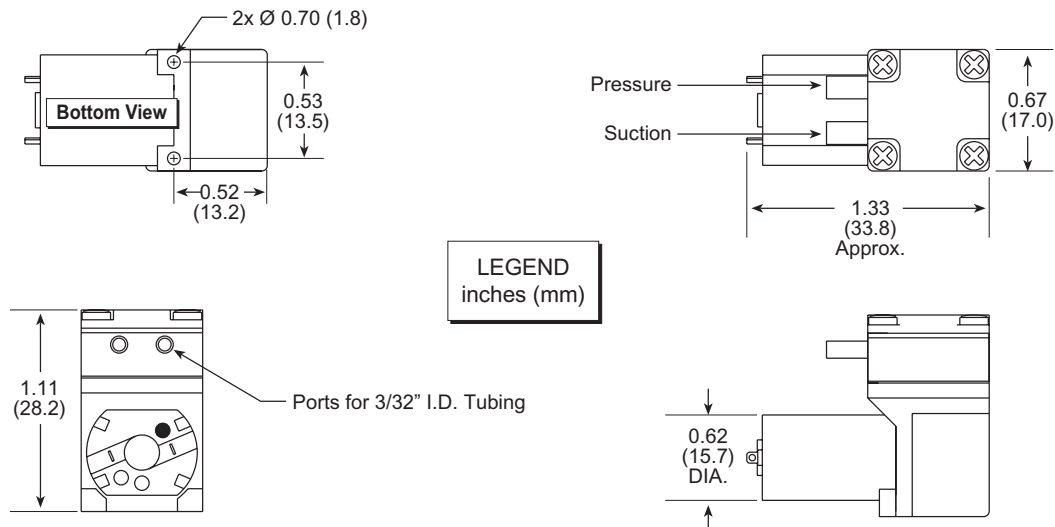 2x Ø 0.70 (1.8)
Bottom View
0.53
(13.5)
0.52
(13.2)
Pressure
Suction
0.67
(17.0)
1.33
(33.8)
Approx.
LEGEND
inches (mm)
1.11
(28.2)
Ports for 3/32” I.D. Tubing
0.62
(15.7)
DIA.